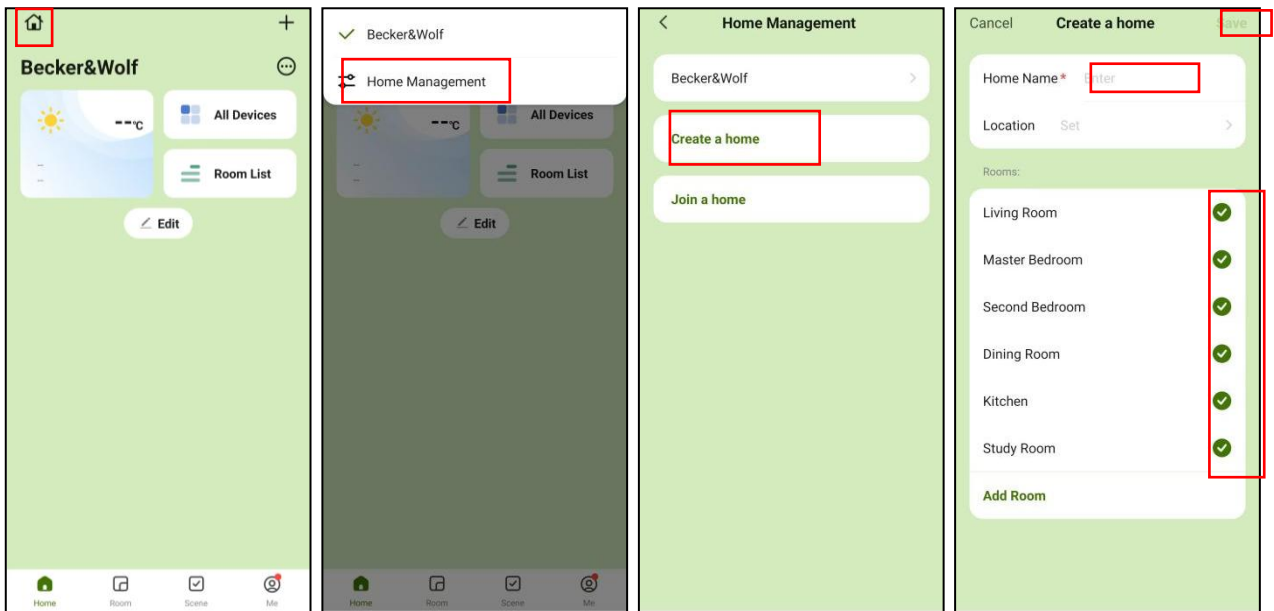 Becker&Wolf
--°C
All Devices
--
--
Room List
Edit
Home
Room
Scene
Me
Becker&Wolf
Home Management
--°C
All Devices
--
--
Room List
Edit
Home
Room
Scene
Me
Home Management
Becker&Wolf
Create a home
Join a home
Cancel
Create a home
Save
Home Name* Enter
Location Set
Rooms:
Living Room
Master Bedroom
Second Bedroom
Dining Room
Kitchen
Study Room
Add Room